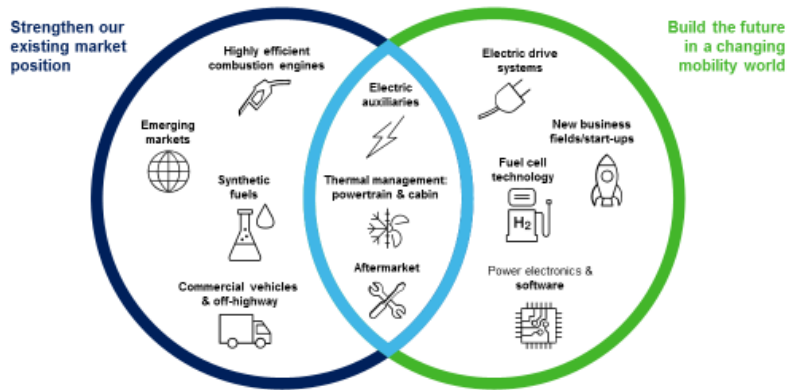 Strengthen our
existing market
position
Build the future
in a changing
mobility world
Highly efficient
combustion engines
Emerging
markets
Synthetic
fuels
Commercial vehicles
& off-highway
Electric
auxiliaries
Thermal management:
powertrain & cabin
Aftermarket
Electric drive
systems
New business
fields/start-ups
Fuel cell
technology
H₂
Power electronics &
software